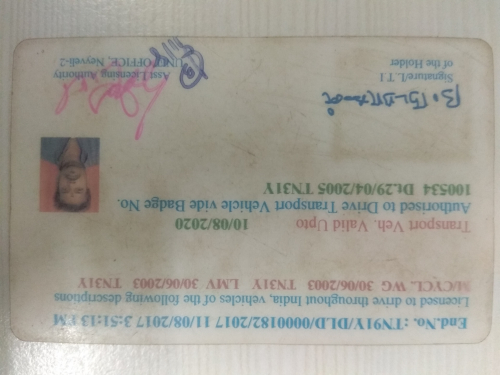 End.No. : TN91Y/DLD/0000182/2017 11/08/2017 3:51:13 PM
Licensed to drive throughout India, vehicles of the following descriptions
M/CYCL. WG 30/06/2003 TN31Y LMV 30/06/2003 TN31Y
Transport Veh. Valid Upto 10/08/2020
Authorised to Drive Transport Vehicle vide Badge No.
100534 Dt.29/04/2005 TN31Y
Signature/L.T.I
of the Holder
Asst Licensing Authority
UNIT OFFICE, Neyveli-2